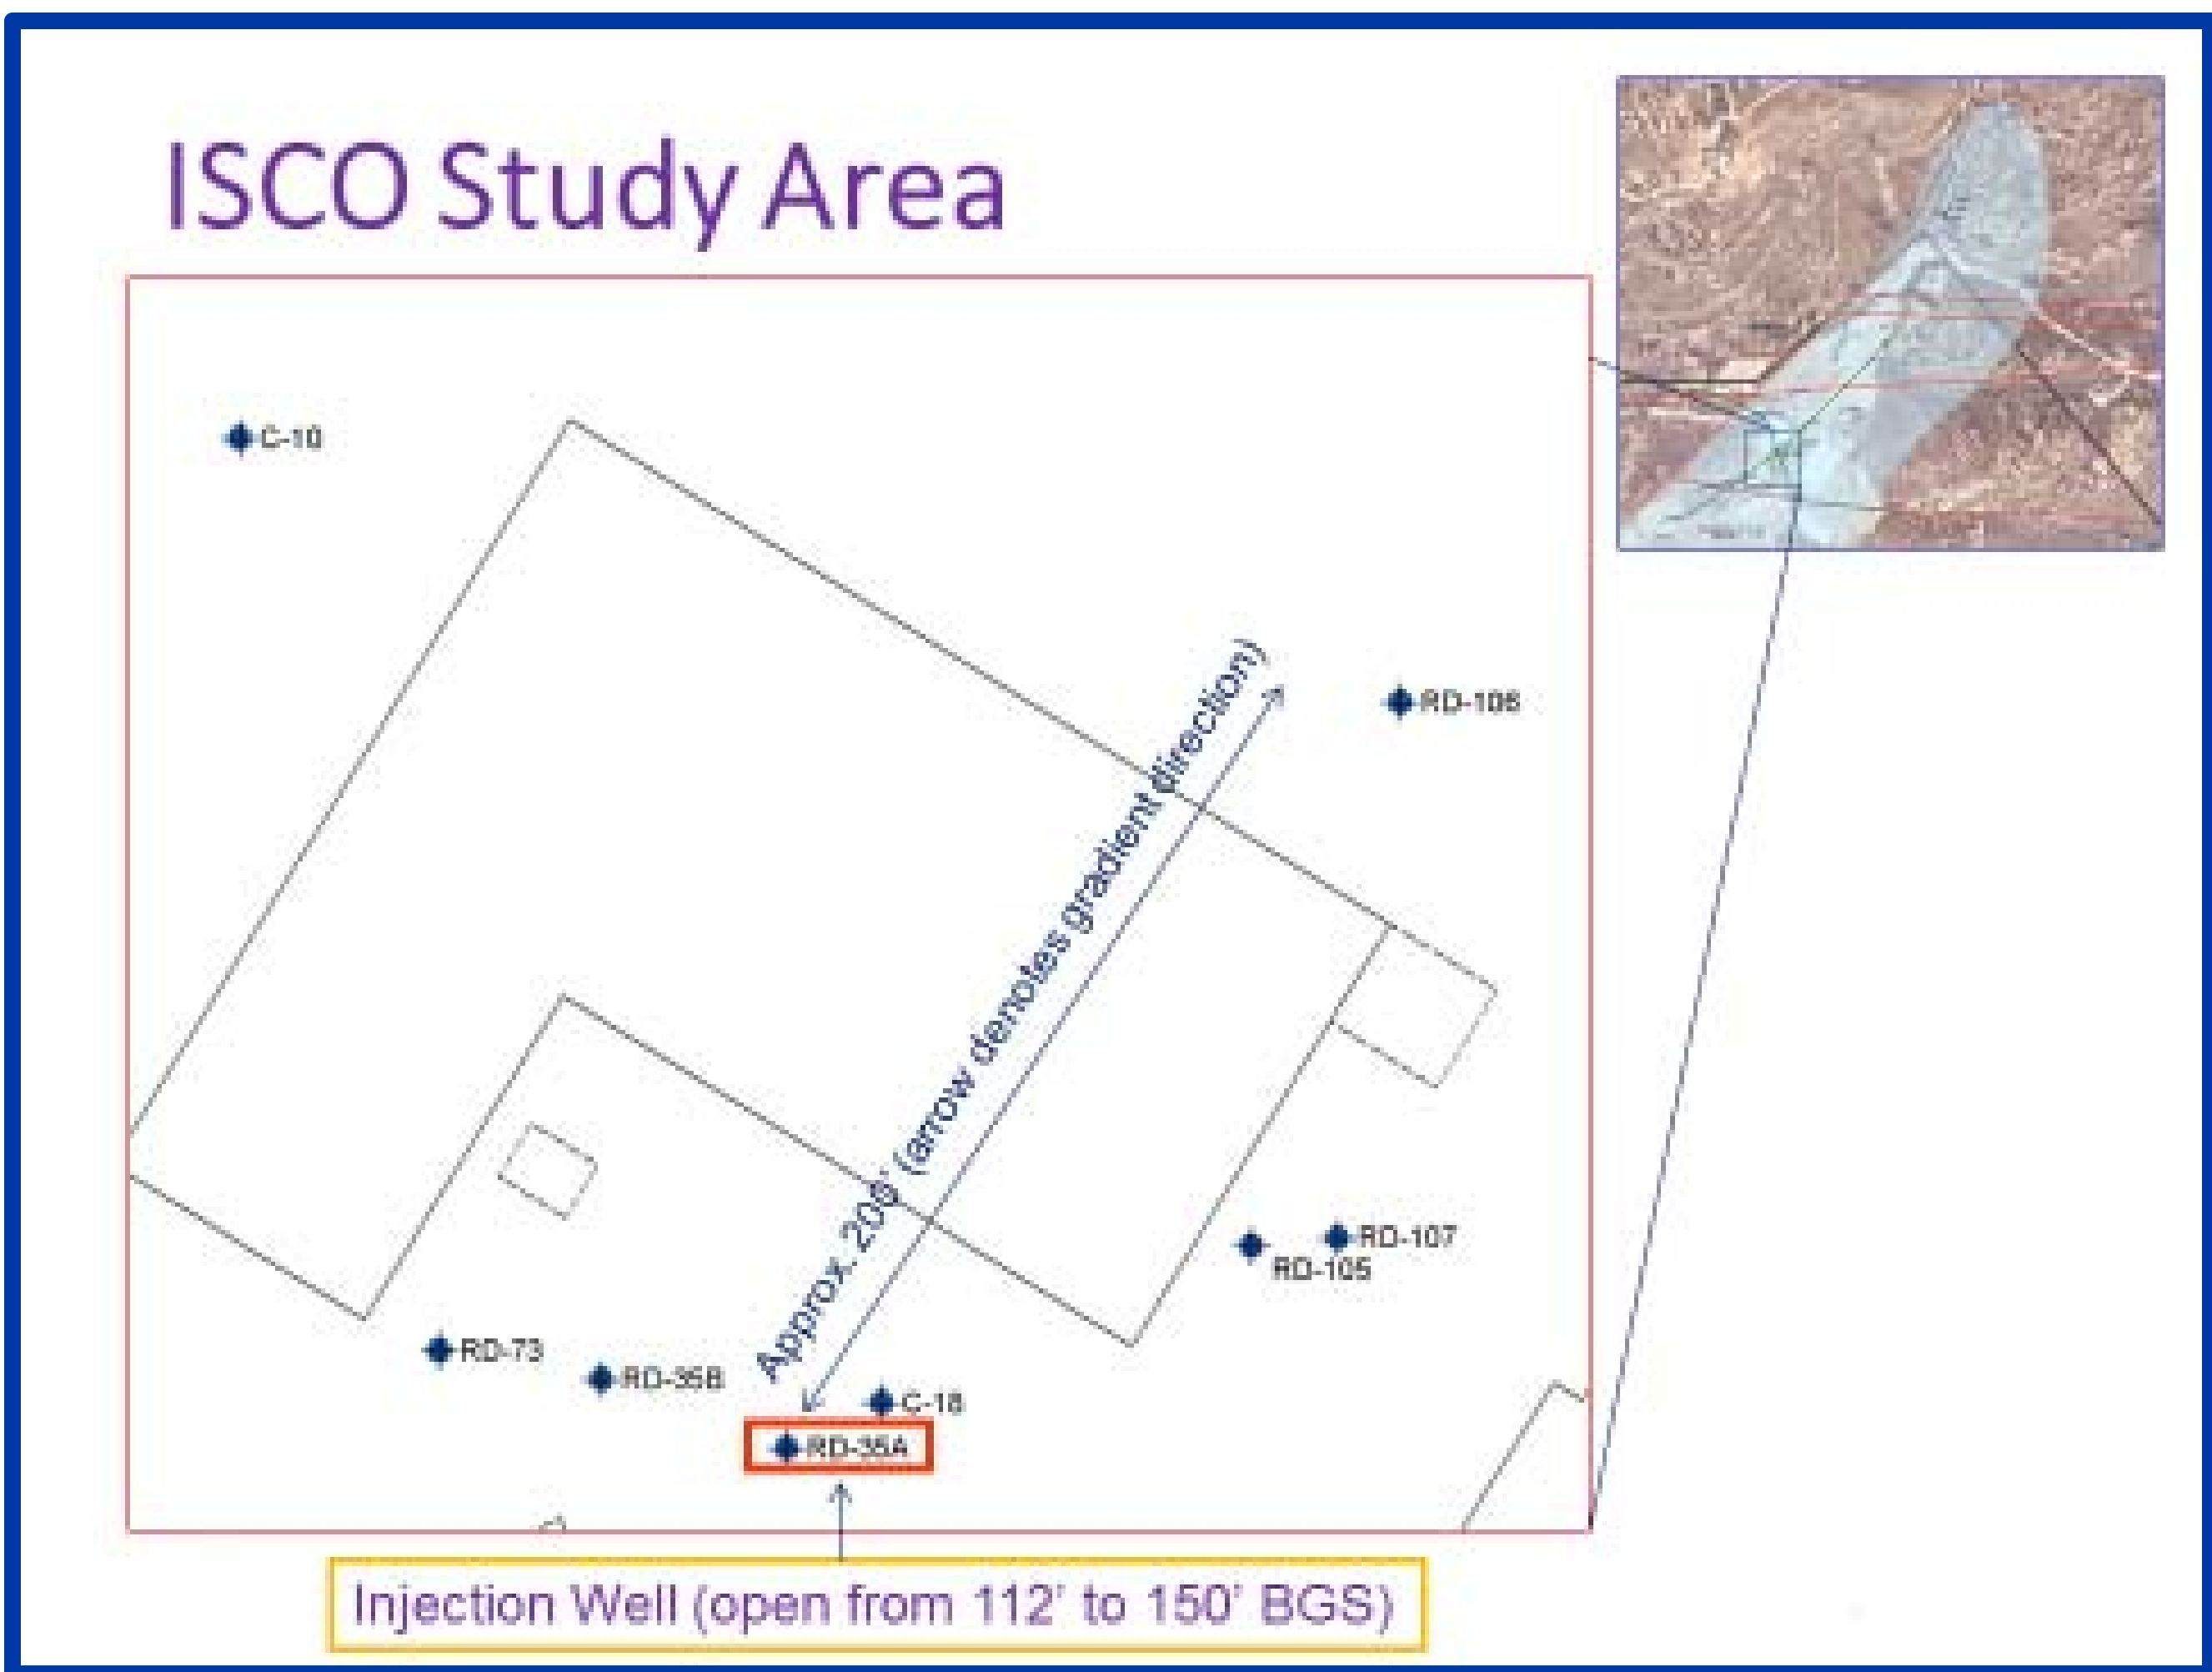 ISCO Study Area
C-10
RD-106
Approx. 200' (arrow denotes gradient direction)
RD-107
RD-105
RD-73
RD-35B
C-18
RD-35A
Injection Well (open from 112' to 150' BGS)